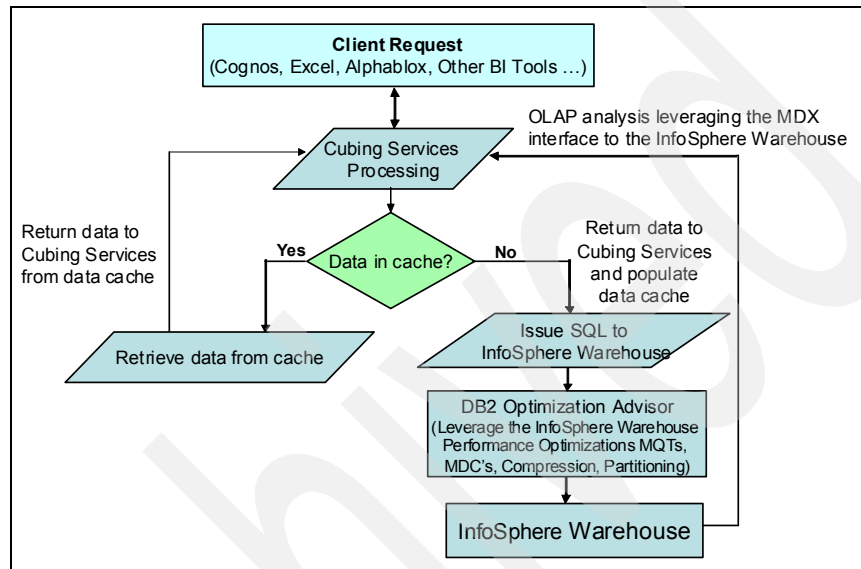 Client Request
(Cognos, Excel, Alphablox, Other BI Tools ...)
OLAP analysis leveraging the MDX
interface to the InfoSphere Warehouse
Cubing Services
Processing
Return data to
Cubing Services
from data cache
Yes
Data in cache?
No
Return data to
Cubing Services
and populate
data cache
Retrieve data from cache
Issue SQL to
InfoSphere Warehouse
DB2 Optimization Advisor
(Leverage the InfoSphere Warehouse
Performance Optimizations MQTs,
MDC's, Compression, Partitioning)
InfoSphere Warehouse